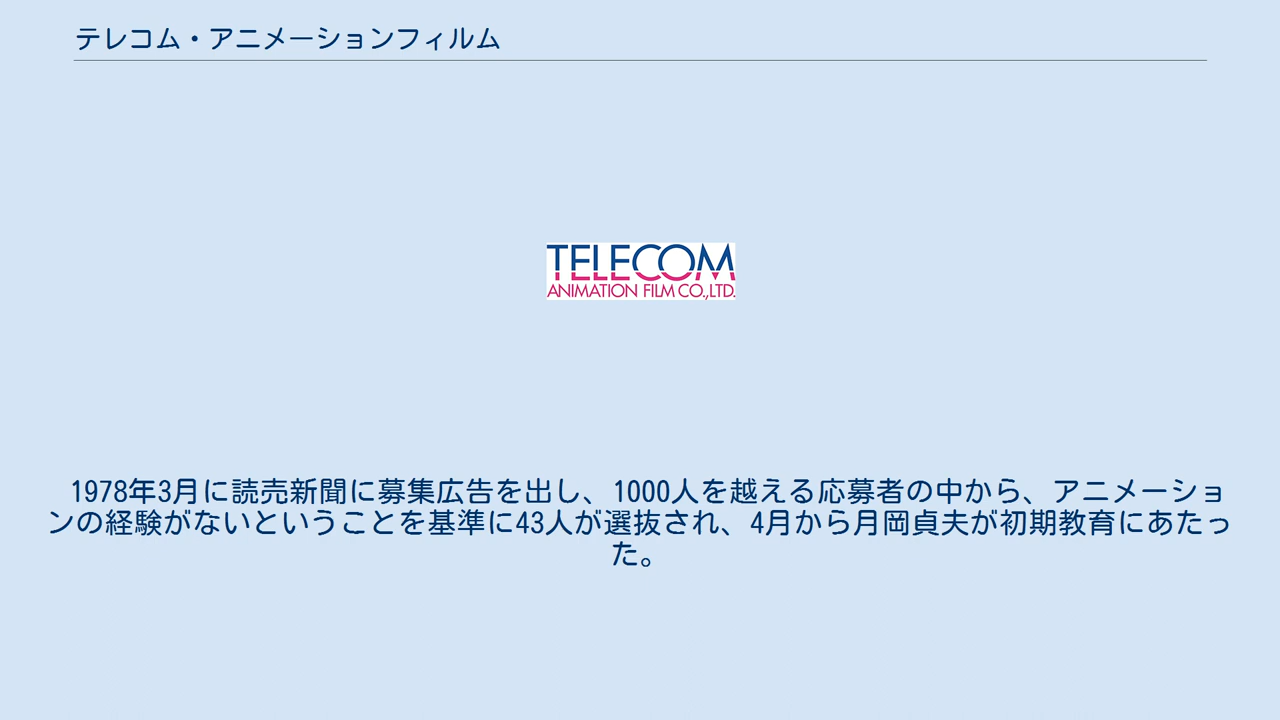 テレコム・アニメーションフィルム
TELECOM
ANIMATION FILM CO.,LTD.
1978年3月に読売新聞に募集広告を出し、1000人を越える応募者の中から、アニメーショ
ンの経験がないということを基準に43人が選抜され、4月から月岡貞夫が初期教育にあたっ
た。